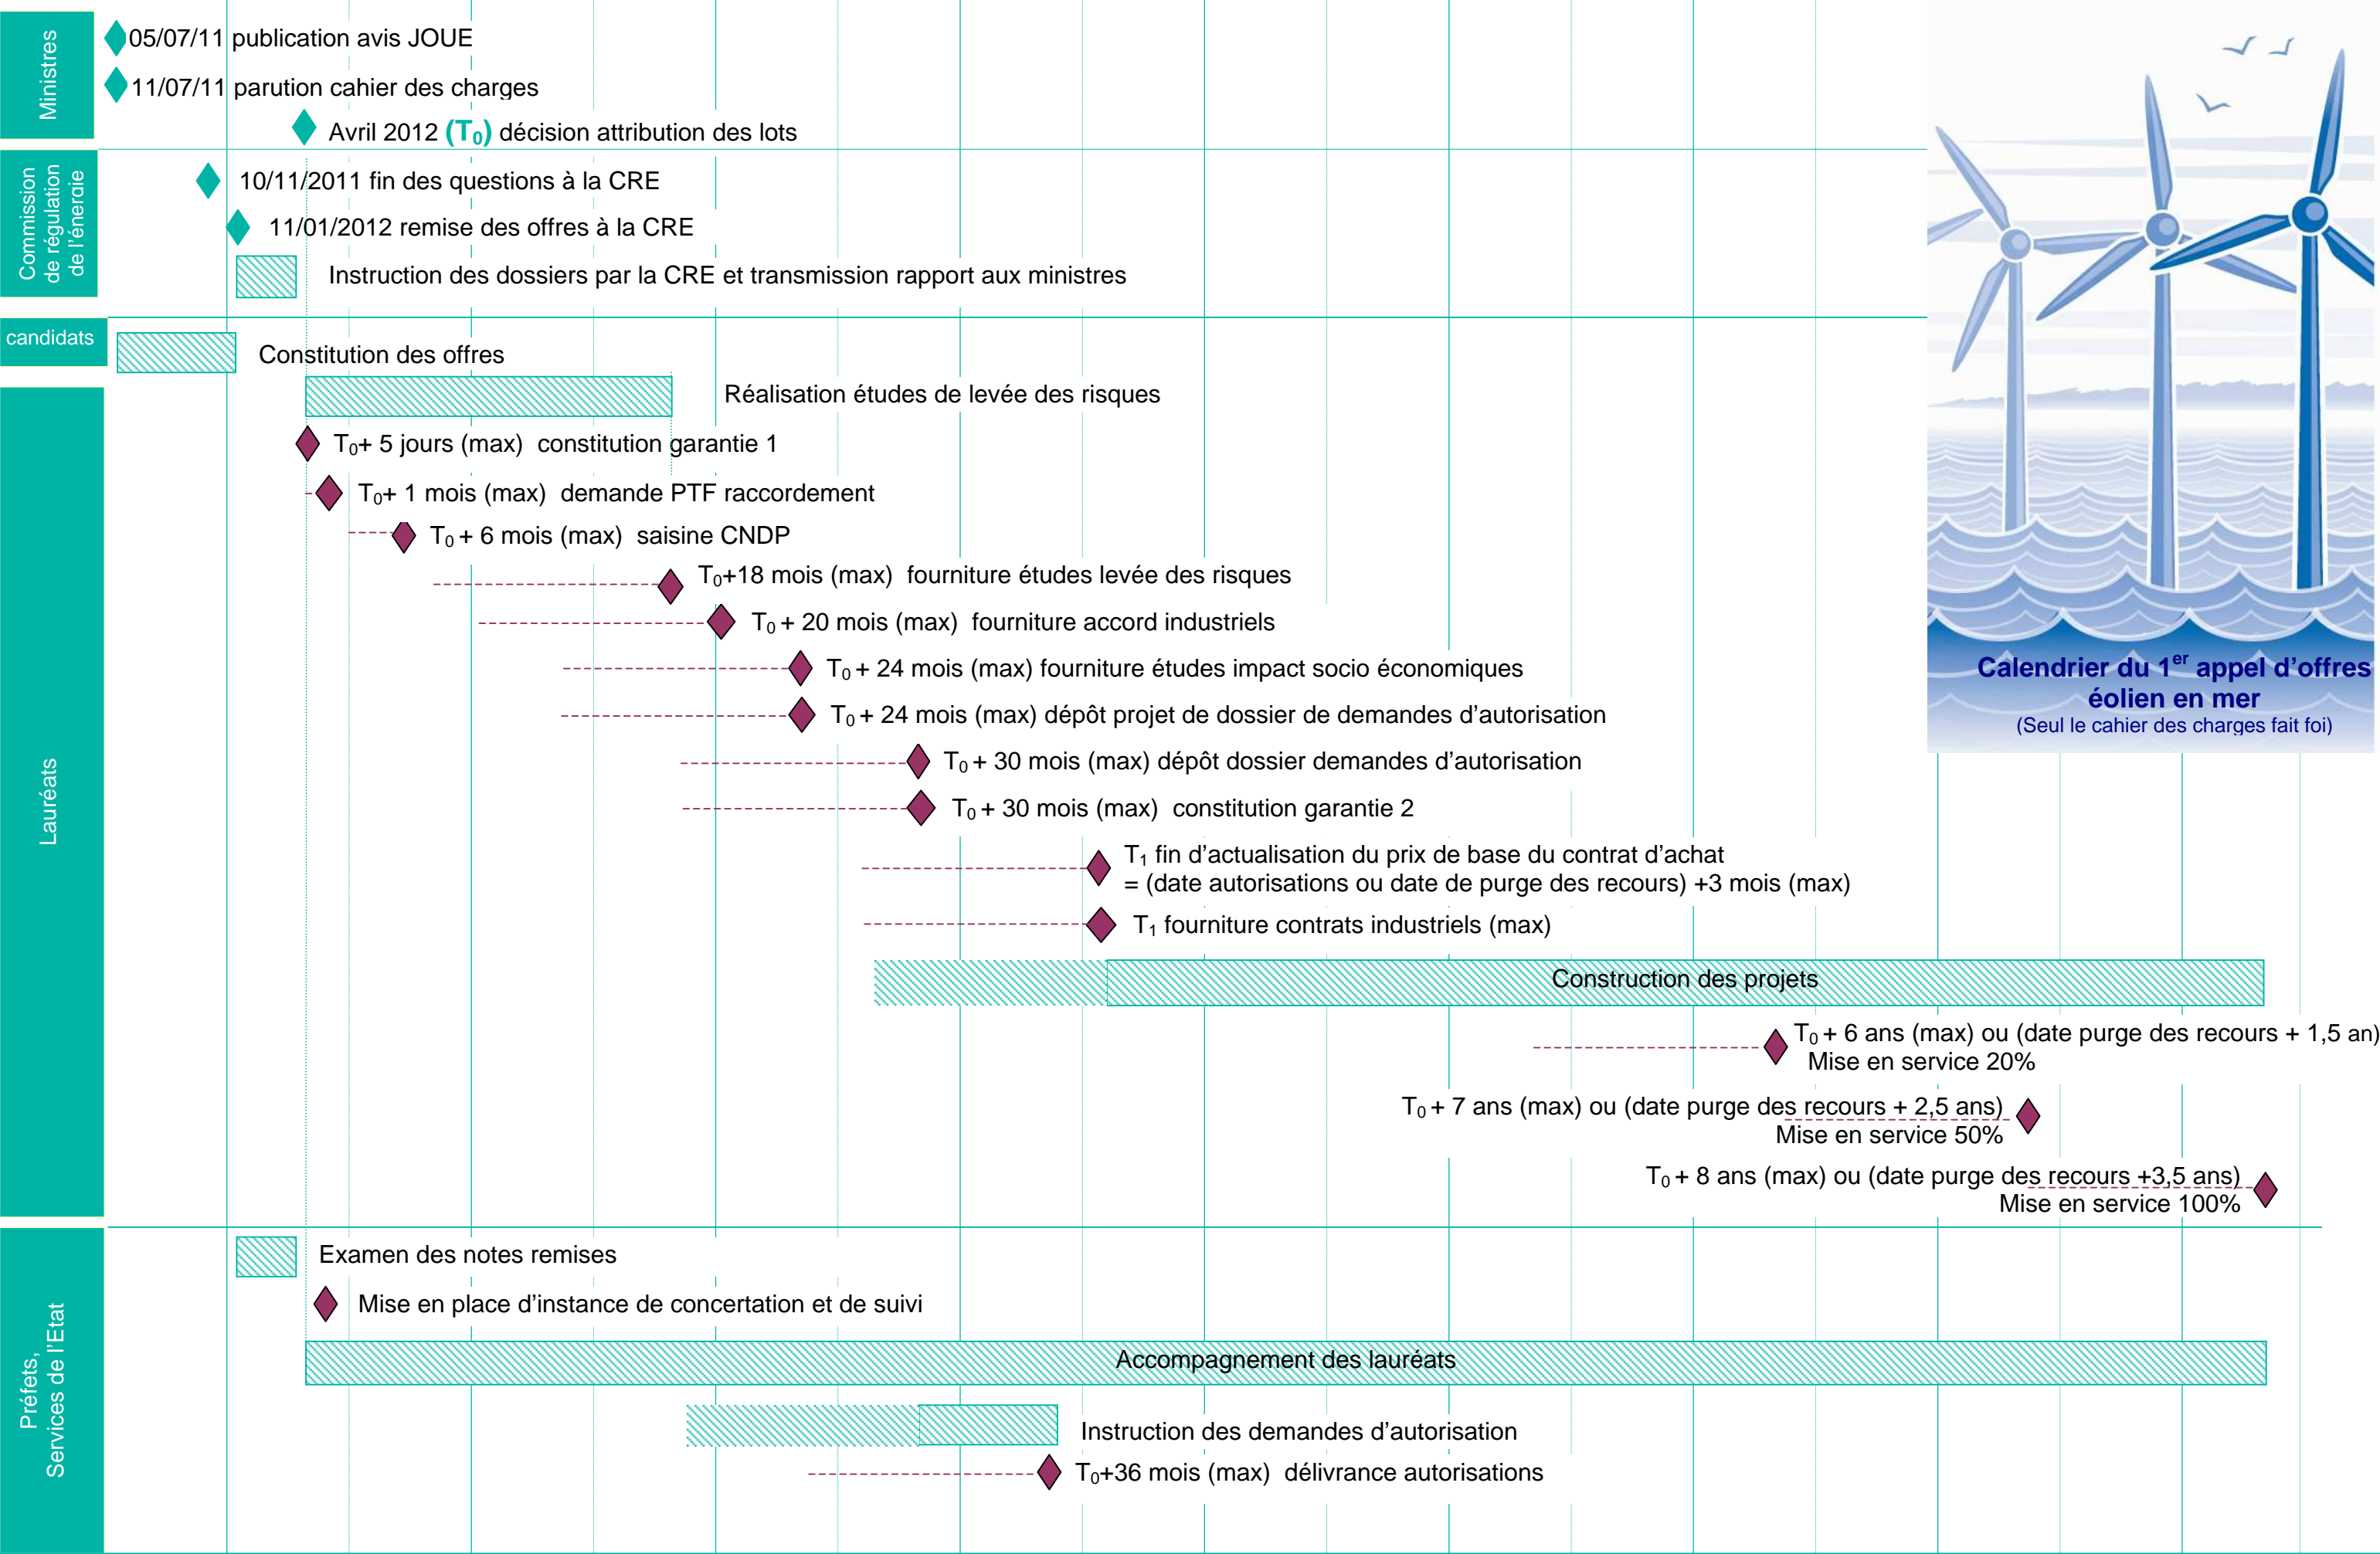 Ministres
05/07/11 publication avis JOUE
11/07/11 parution cahier des charges
Avril 2012 (T₀) décision attribution des lots
Commission
de régulation
de l'énerdie
10/11/2011 fin des questions à la CRE
11/01/2012 remise des offres à la CRE
Instruction des dossiers par la CRE et transmission rapport aux ministres
candidats
Constitution des offres
Lauréats
Réalisation études de levée des risques
T₀+ 5 jours (max) constitution garantie 1
T₀+ 1 mois (max) demande PTF raccordement
T₀ + 6 mois (max) saisine CNDP
T₀+18 mois (max) fourniture études levée des risques
T₀ + 20 mois (max) fourniture accord industriels
T₀ + 24 mois (max) fourniture études impact socio économiques
T₀ + 24 mois (max) dépôt projet de dossier de demandes d'autorisation
T₀ + 30 mois (max) dépôt dossier demandes d'autorisation
T₀ + 30 mois (max) constitution garantie 2
T₁ fin d'actualisation du prix de base du contrat d'achat
= (date autorisations ou date de purge des recours) +3 mois (max)
T₁ fourniture contrats industriels (max)
Construction des projets
T₀ + 6 ans (max) ou (date purge des recours + 1,5 an)
Mise en service 20%
T₀ + 7 ans (max) ou (date purge des recours + 2,5 ans)
Mise en service 50%
T₀ + 8 ans (max) ou (date purge des recours +3,5 ans)
Mise en service 100%
Préfets,
Services de l'Etat
Examen des notes remises
Mise en place d'instance de concertation et de suivi
Accompagnement des lauréats
Instruction des demandes d'autorisation
T₀+36 mois (max) délivrance autorisations
Calendrier du 1er appel d'offres
éolien en mer
(Seul le cahier des charges fait foi)